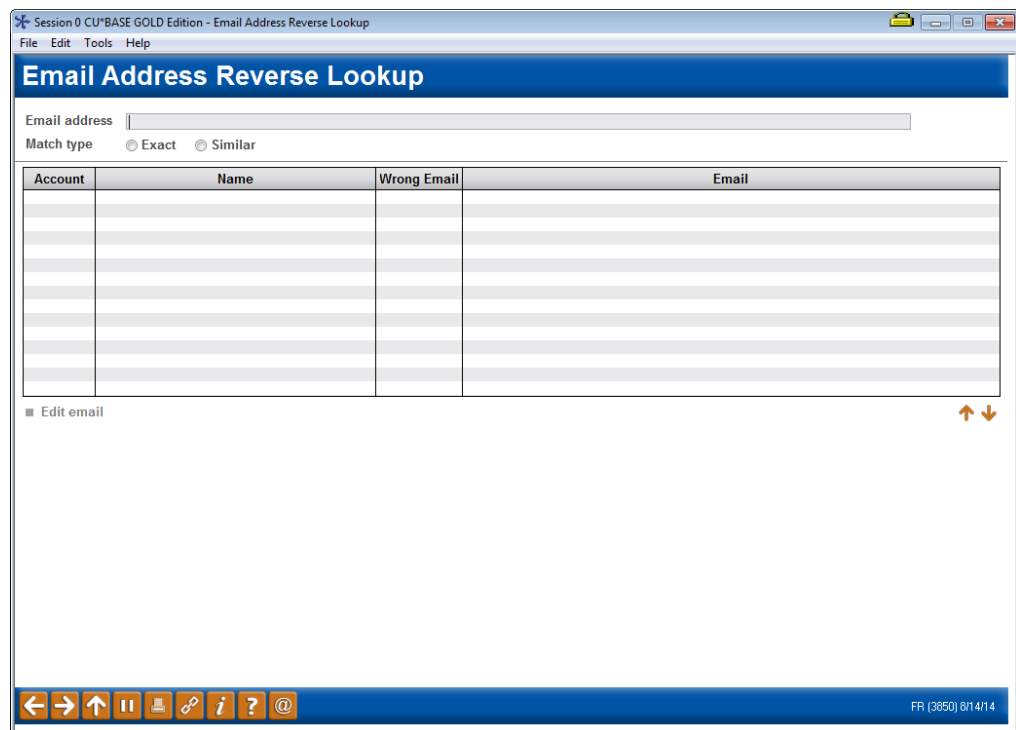 Session 0 CU*BASE GOLD Edition - Email Address Reverse Lookup
File Edit Tools Help
Email Address Reverse Lookup
Email address
Match type Exact Similar
Account Name Wrong Email Email
Edit email
i ? @ FR (3850) 8/14/14